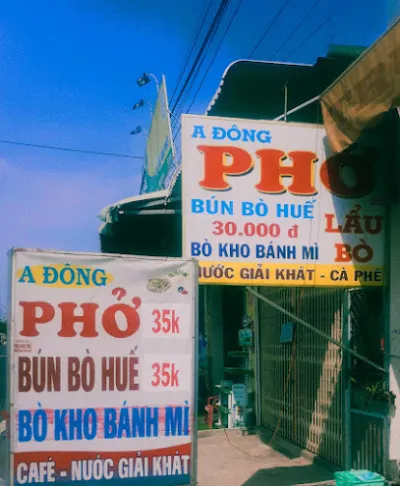 A ĐÔNG
PHỞ
BÚN BÒ HUẾ
30.000 đ
LẨU
BÒ
BÒ KHO BÁNH MÌ
NƯỚC GIẢI KHÁT - CÀ PHÊ
A ĐÔNG
PHỞ 35k
BÚN BÒ HUẾ 35k
BÒ KHO BÁNH MÌ
CAFÉ - NƯỚC GIẢI KHÁT